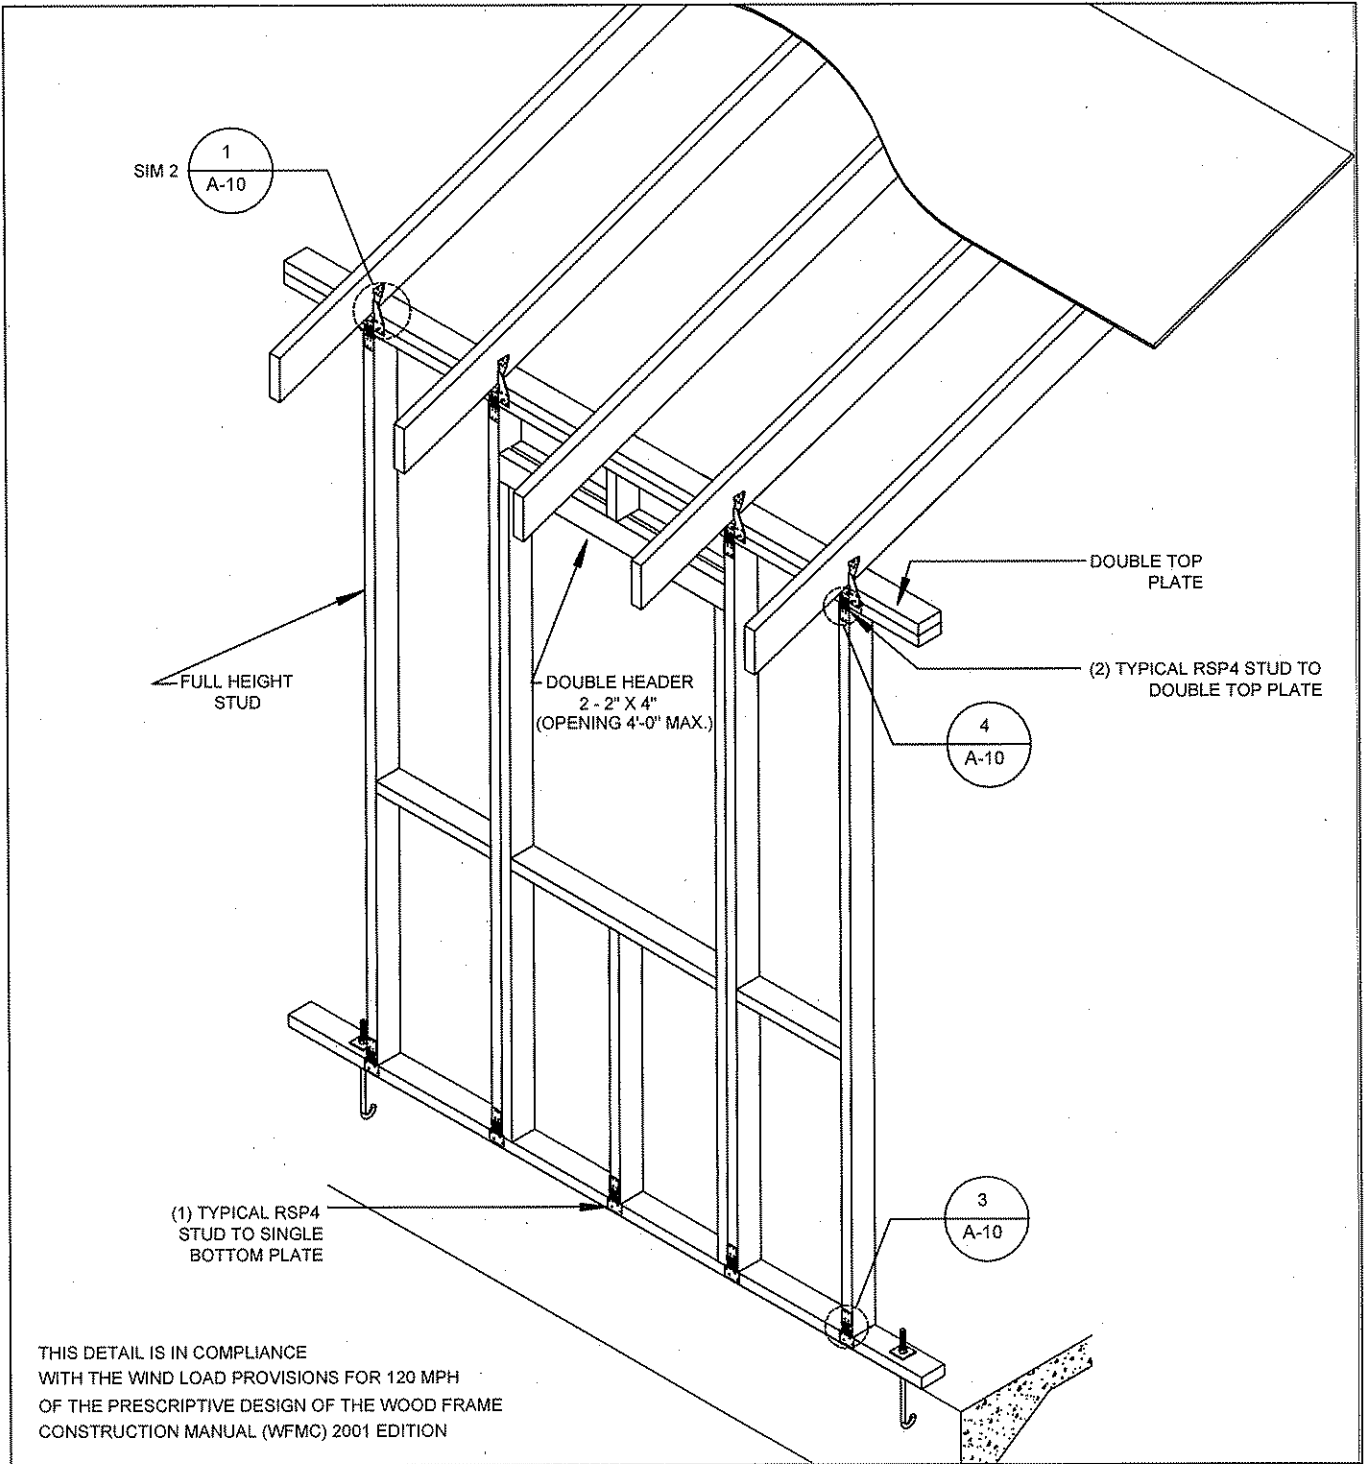 SIM 2
1
A-10
DOUBLE TOP
PLATE
(2) TYPICAL RSP4 STUD TO
DOUBLE TOP PLATE
FULL HEIGHT
STUD
DOUBLE HEADER
2 - 2" X 4"
(OPENING 4'-0" MAX.)
4
A-10
(1) TYPICAL RSP4
STUD TO SINGLE
BOTTOM PLATE
3
A-10
THIS DETAIL IS IN COMPLIANCE
WITH THE WIND LOAD PROVISIONS FOR 120 MPH
OF THE PRESCRIPTIVE DESIGN OF THE WOOD FRAME
CONSTRUCTION MANUAL (WFMC) 2001 EDITION